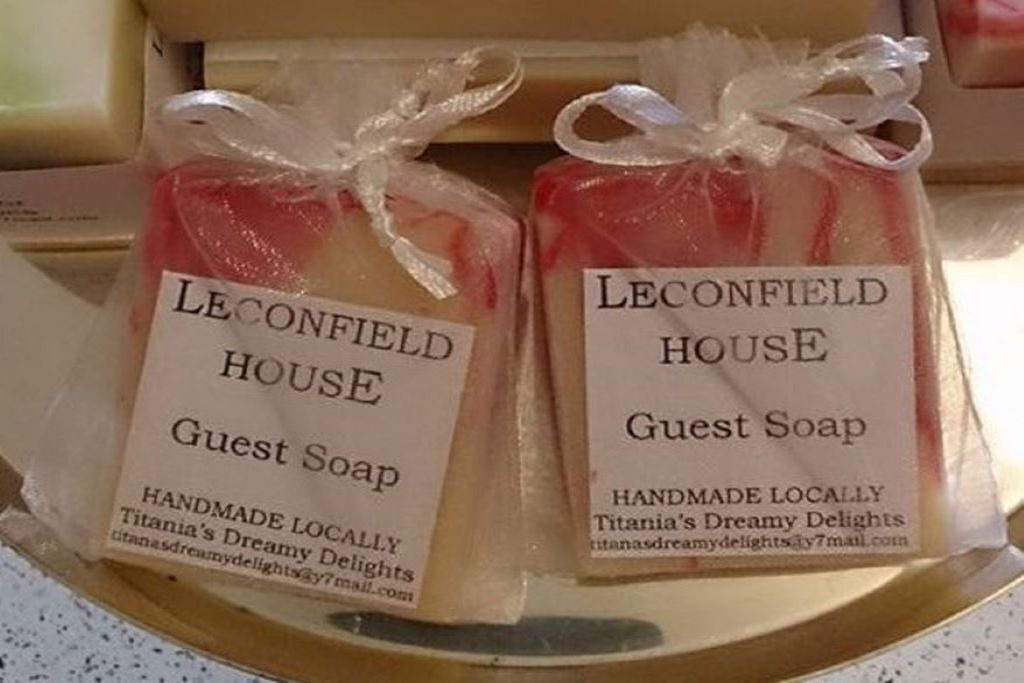 LECONFIELD
HOUSE
Guest Soap
HANDMADE LOCALLY
Titania's Dreamy Delights
titanasdreamydelights@y7mail.com
LECONFIELD
HOUSE
Guest Soap
HANDMADE LOCALLY
Titania's Dreamy Delights
titanasdreamydelights@y7mail.com